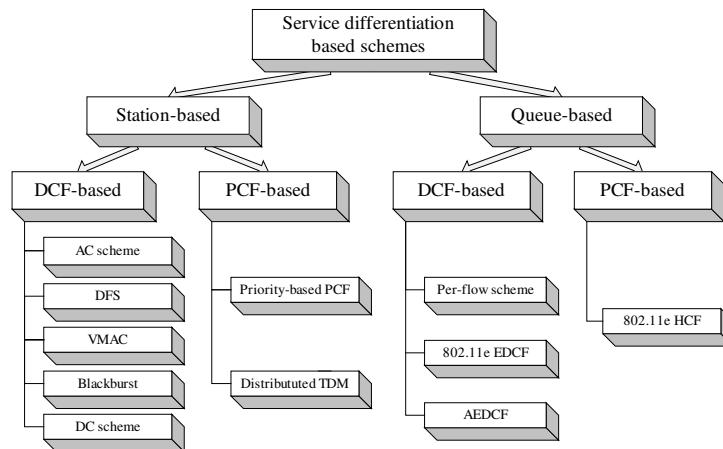 Service differentiation
based schemes
Station-based
Queue-based
DCF-based
PCF-based
DCF-based
PCF-based
AC scheme
DFS
VMAC
Blackburst
DC scheme
Priority-based PCF
Distribututed TDM
Per-flow scheme
802.11e EDCF
AEDCF
802.11e HCF